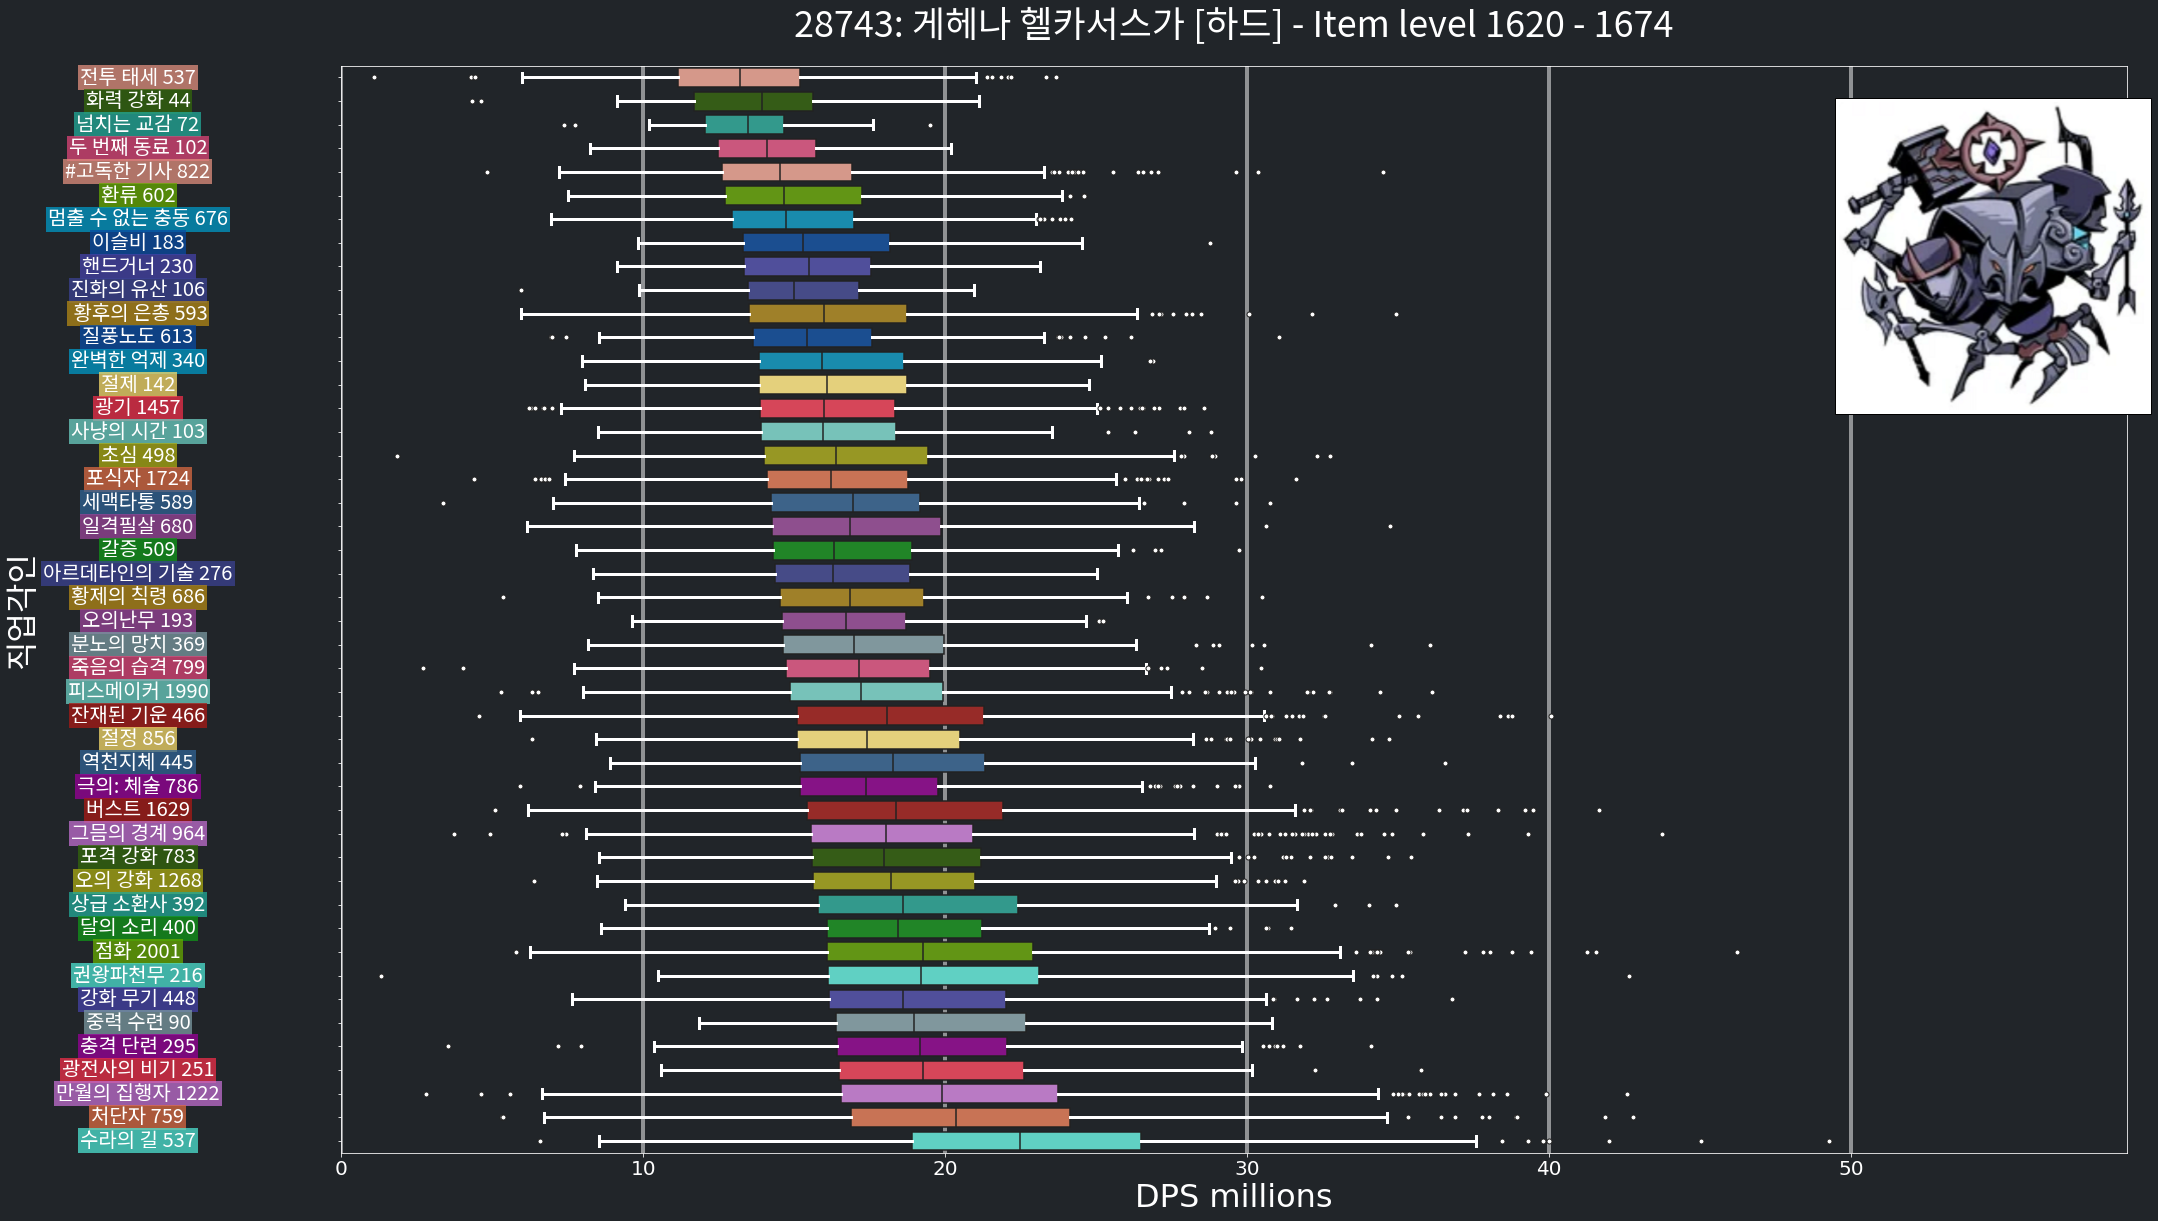 28743: 게헤나 헬카서스가 [하드] - Item level 1620 - 1674
직업각인
전투 태세 537
화력 강화 44
넘치는 교감 72
두 번째 동료 102
#고독한 기사 822
환류 602
멈출 수 없는 충동 676
이슬비 183
핸드거너 230
진화의 유산 106
황후의 은총 593
질풍노도 613
완벽한 억제 340
절제 142
광기 1457
사냥의 시간 103
초심 498
포식자 1724
세맥타통 589
일격필살 680
갈증 509
아르데타인의 기술 276
황제의 칙령 686
오의난무 193
분노의 망치 369
죽음의 습격 799
피스메이커 1990
잔재된 기운 466
절정 856
역천지체 445
극의: 체술 786
버스트 1629
그믐의 경계 964
포격 강화 783
오의 강화 1268
상급 소환사 392
달의 소리 400
점화 2001
권왕파천무 216
강화 무기 448
중력 수련 90
충격 단련 295
광전사의 비기 251
만월의 집행자 1222
처단자 759
수라의 길 537
0 10 20 30 40 50
DPS millions